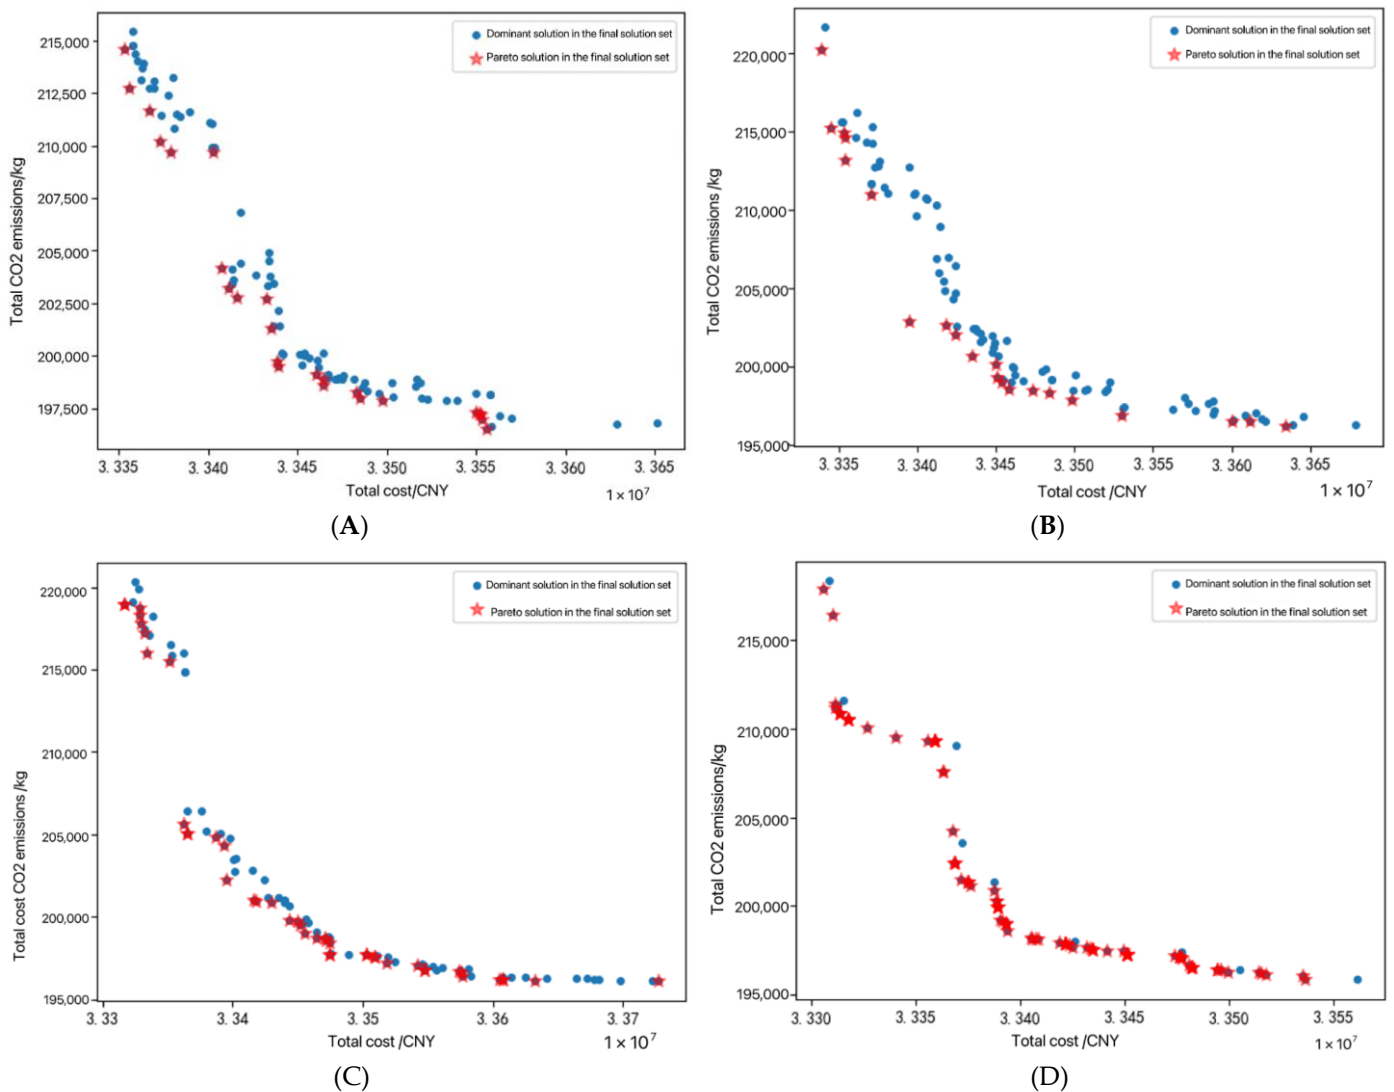 Dominant solution in the final solution set
Pareto solution in the final solution set
215,000
212,500
210,000
207,500
205,000
202,500
200,000
197,500
Total CO2 emissions/kg
3. 335 3. 340 3. 345 3. 350 3. 355 3. 360 3. 365
Total cost/CNY
1 × 10⁷
(A)
Dominant solution in the final solution set
Pareto solution in the final solution set
220,000
215,000
210,000
205,000
200,000
195,000
Total CO2 emissions /kg
3. 335 3. 340 3. 345 3. 350 3. 355 3. 360 3. 365
Total cost /CNY
1 × 10⁷
(B)
Dominant solution in the final solution set
Pareto solution in the final solution set
220,000
215,000
210,000
205,000
200,000
195,000
Total cost CO2 emissions /kg
3. 33 3. 34 3. 35 3. 36 3. 37
Total cost /CNY
1 × 10⁷
(C)
Dominant solution in the final solution set
Pareto solution in the final solution set
215,000
210,000
205,000
200,000
195,000
Total CO2 emissions/kg
3. 330 3. 335 3. 340 3. 345 3. 350 3. 355
Total cost /CNY
1 × 10⁷
(D)